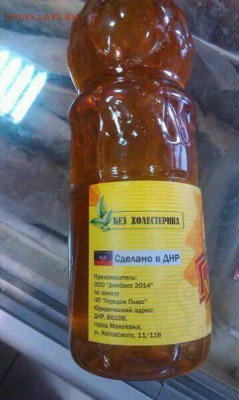 БЕЗ ХОЛЕСТЕРИНА
Сделано в ДНР
Производитель:
ООО "Донбасс 2014"
по заказу
ЧП "Городок Плюс"
Юридический адрес:
ДНР, 86106,
город Макеевка,
ул. Котовского, 11/116